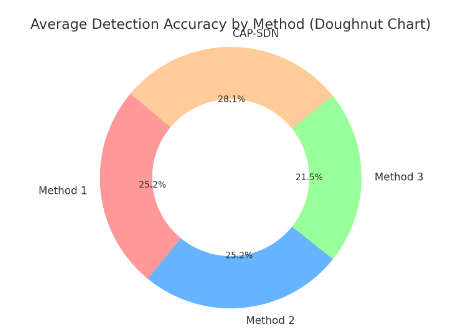 Average Detection Accuracy by Method (Doughnut Chart)
CAP-SDN
28.1%
Method 1
25.2%
21.5%
Method 3
25.2%
Method 2